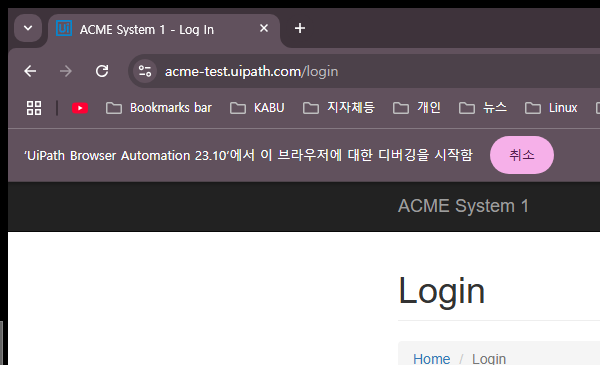 ACME System 1 - Log In
acme-test.uipath.com/login
Bookmarks bar KABU 지자체등 개인 뉴스 Linux
'UiPath Browser Automation 23.10'에서 이 브라우저에 대한 디버깅을 시작함 취소
ACME System 1
Login
Home / Login